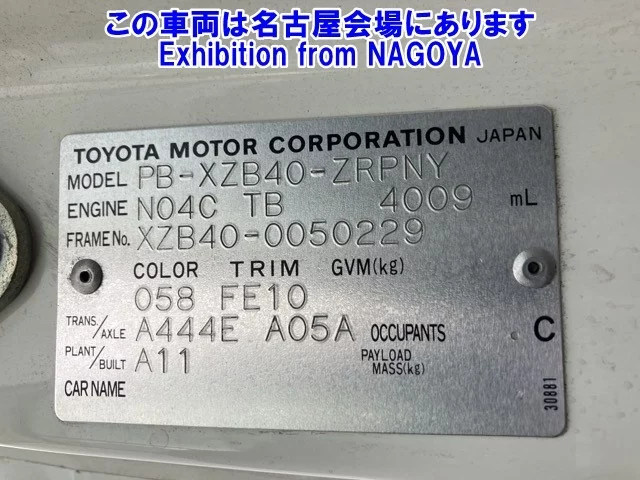 この車両は名古屋会場にあります
Exhibition from NAGOYA
TOYOTA MOTOR CORPORATION JAPAN
MODEL PB-XZB40-ZRPNY
ENGINE N04C TB 4009 mL
FRAME No. XZB40-0050229
COLOR TRIM GVM(kg)
058 FE10
TRANS./AXLE A444E A05A OCCUPANTS C
PLANT/BUILT A11 PAYLOAD MASS(kg)
CAR NAME
30881